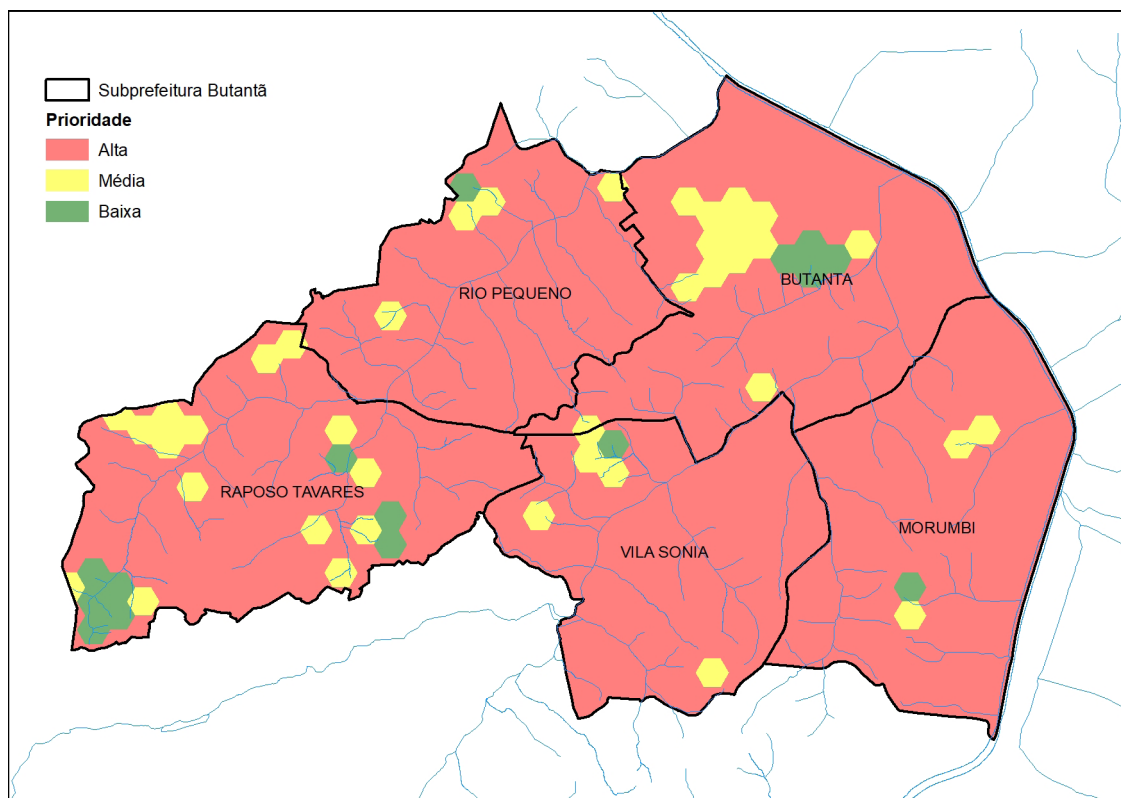 Subprefeitura Butantã
Prioridade
Alta
Média
Baixa
RIO PEQUENO
BUTANTA
RAPOSO TAVARES
VILA SONIA
MORUMBI